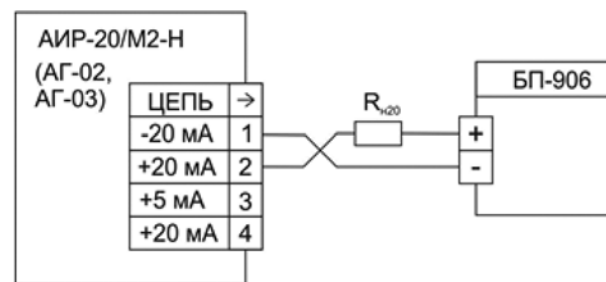 АИР-20/М2-Н
(АГ-02,
АГ-03)
ЦЕПЬ →
-20 мА 1
+20 мА 2
+5 мА 3
+20 мА 4
Rн20
БП-906
+
-